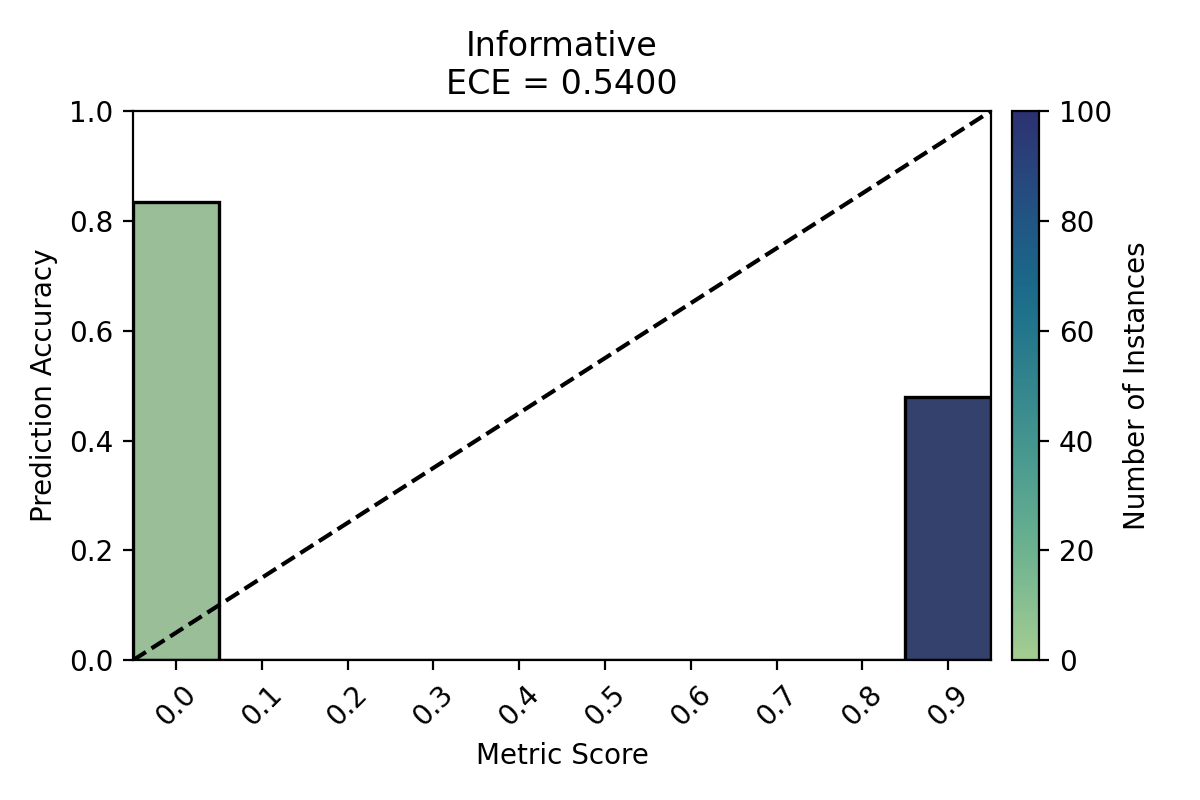 Informative
ECE = 0.5400
1.0
0.8
0.6
0.4
0.2
0.0
Prediction Accuracy
0.0 0.1 0.2 0.3 0.4 0.5 0.6 0.7 0.8 0.9
Metric Score
100
80
60
40
20
0
Number of Instances